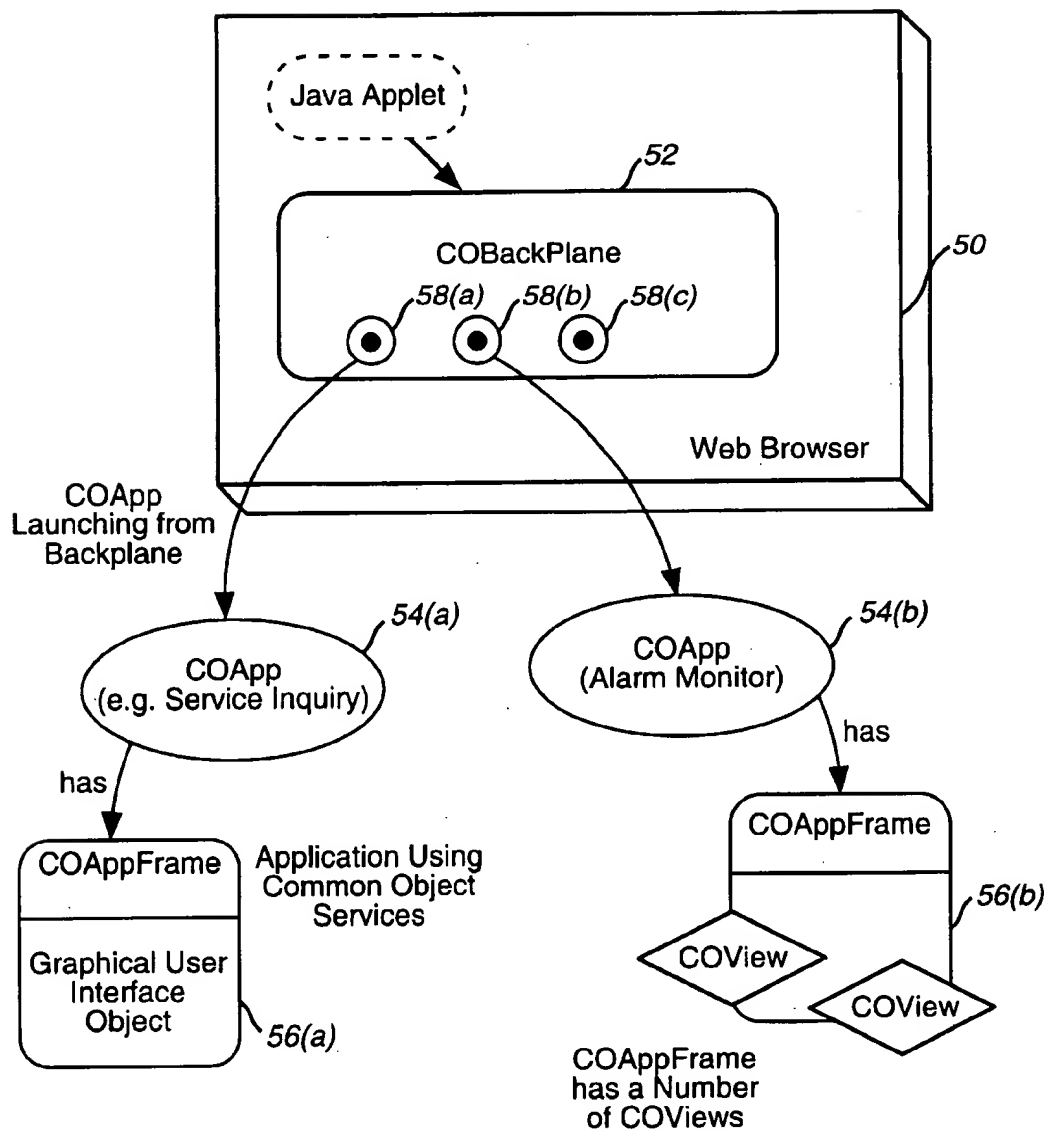 Java Applet
52
COBackPlane
50
58(a)
58(b)
58(c)
Web Browser
COApp
Launching from
Backplane
54(a)
COApp
(e.g. Service Inquiry)
54(b)
COApp
(Alarm Monitor)
has
has
COAppFrame
Graphical User
Interface
Object
56(a)
Application Using
Common Object
Services
COAppFrame
56(b)
COView
COView
COAppFrame
has a Number
of COViews